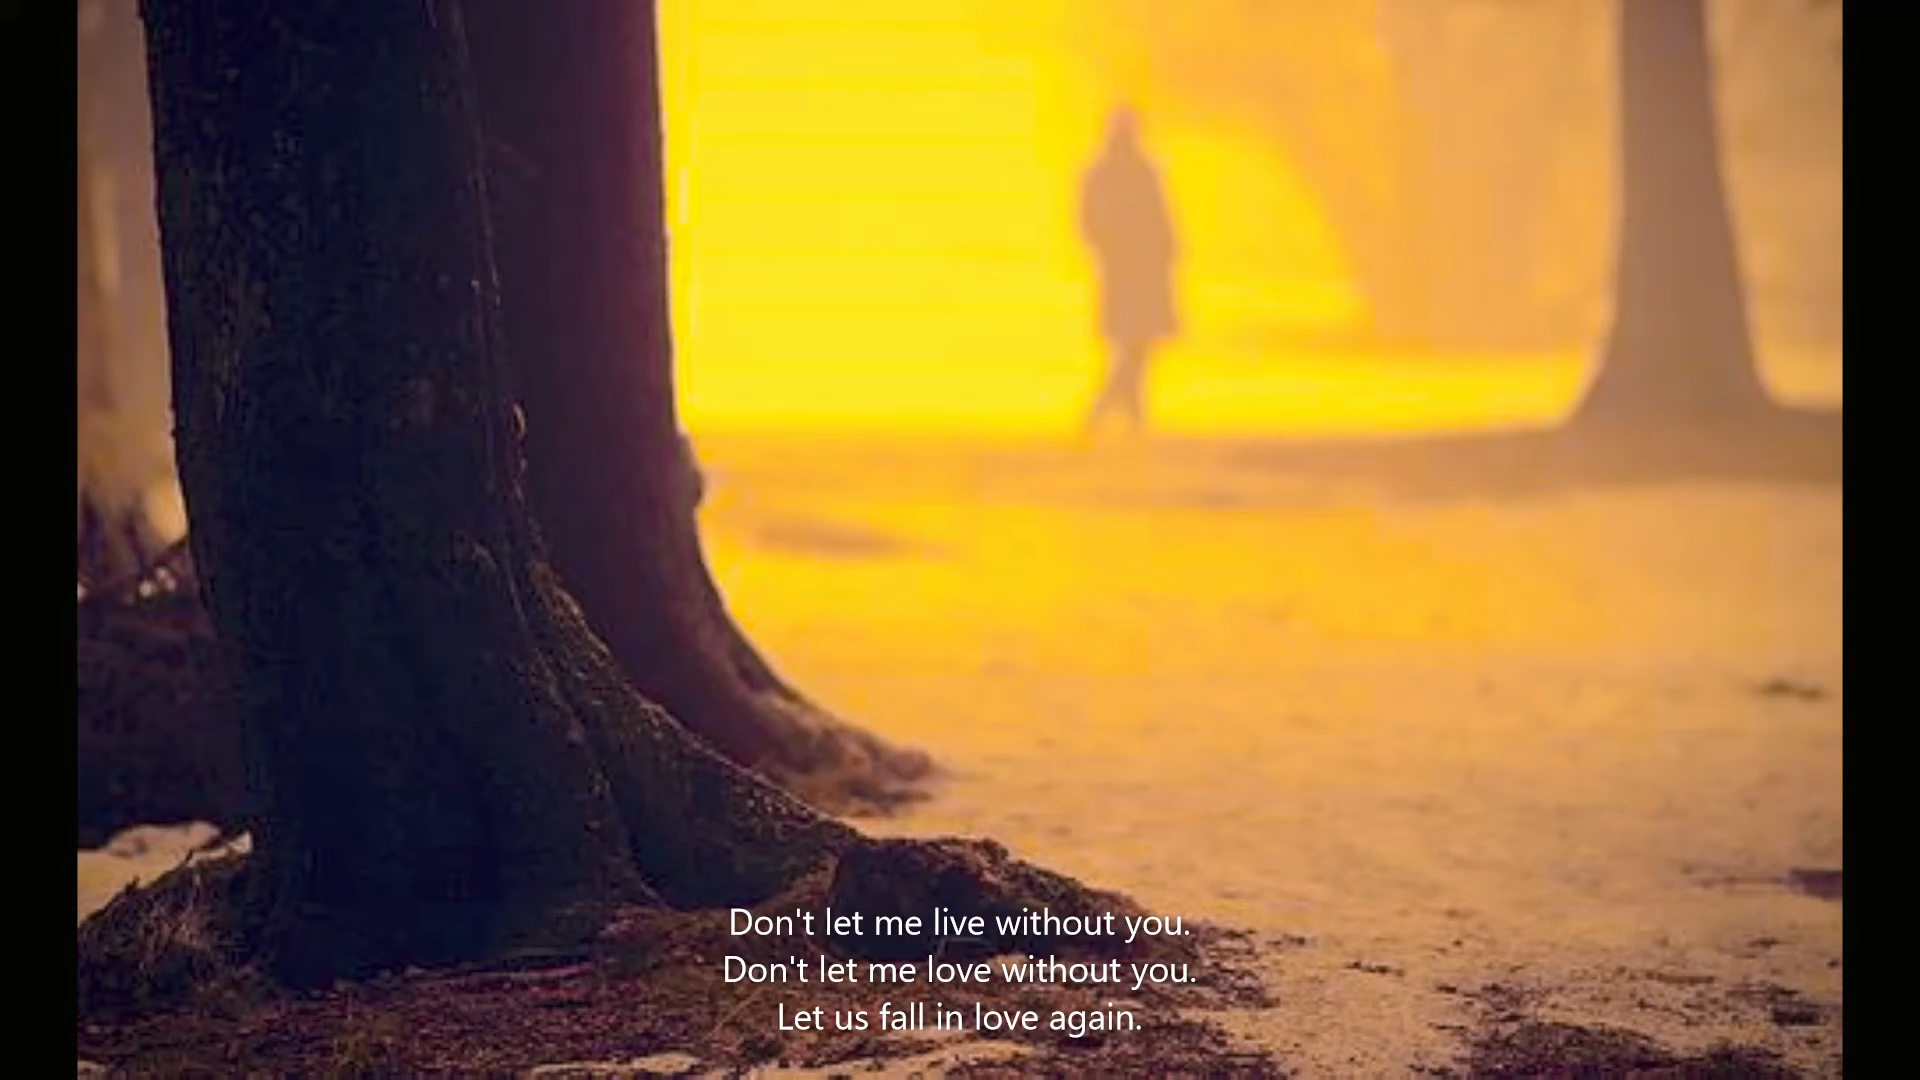 Don't let me live without you.
Don't let me love without you.
Let us fall in love again.